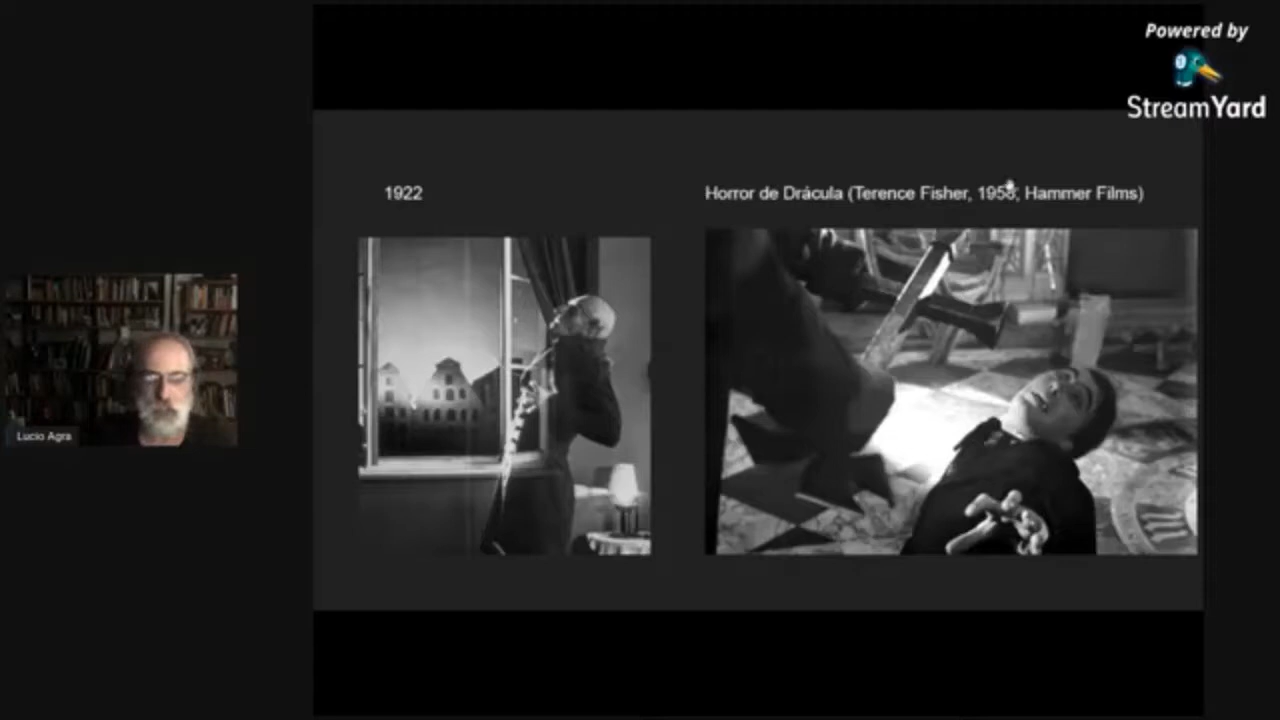 Powered by
StreamYard
1922
Horror de Drácula (Terence Fisher, 1958, Hammer Films)
Lucio Agra